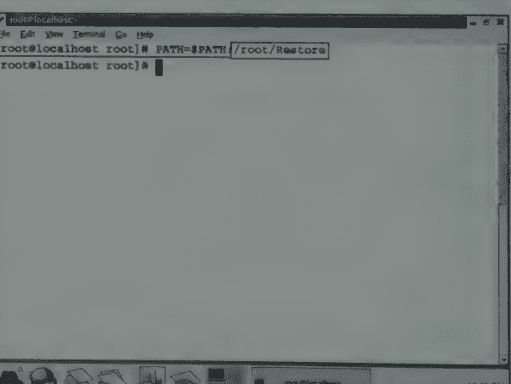 root@localhost:~
File Edit View Terminal Go Help
root@localhost root]# PATH=$PATH:/root/Restore
root@localhost root]#